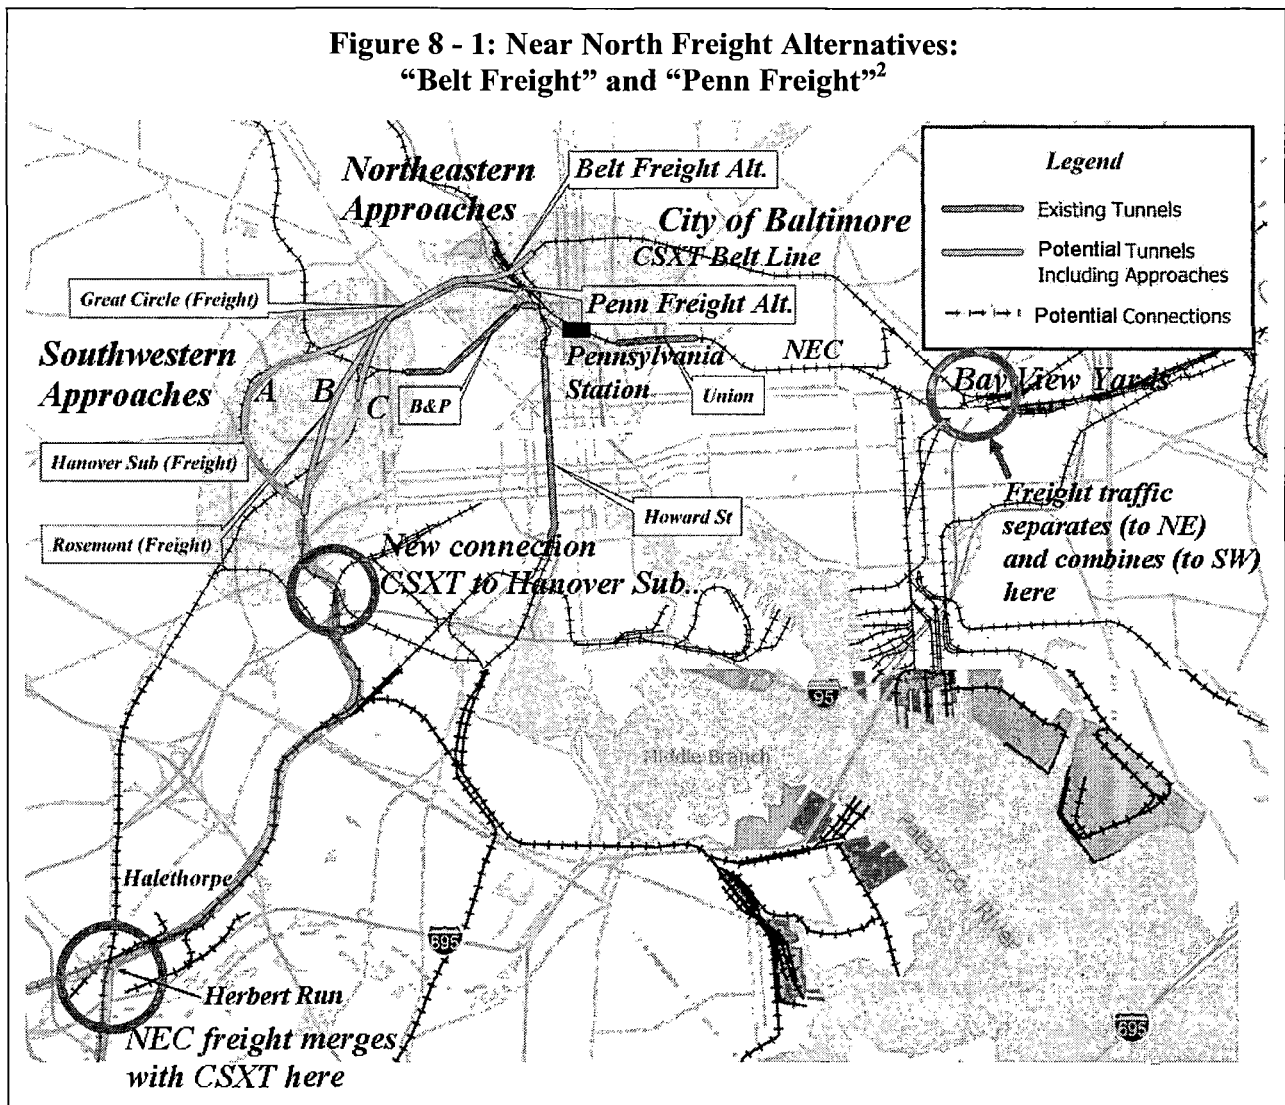 Figure 8 - 1: Near North Freight Alternatives:
“Belt Freight” and “Penn Freight”2
Legend
Existing Tunnels
Potential Tunnels
Including Approaches
Potential Connections
Northeastern
Approaches
Belt Freight Alt.
City of Baltimore
CSXT Belt Line
Great Circle (Freight)
Penn Freight Alt.
Southwestern
Approaches
Pennsylvania
Station
NEC
A
B
C
B&P
Union
Bay View Yards
Hanover Sub (Freight)
Rosemont (Freight)
Howard St
Freight traffic
separates (to NE)
and combines (to SW)
here
New connection
CSXT to Hanover Sub..
95
Middle Branch
Patapsco River
Halethorpe
695
Herbert Run
695
NEC freight merges
with CSXT here